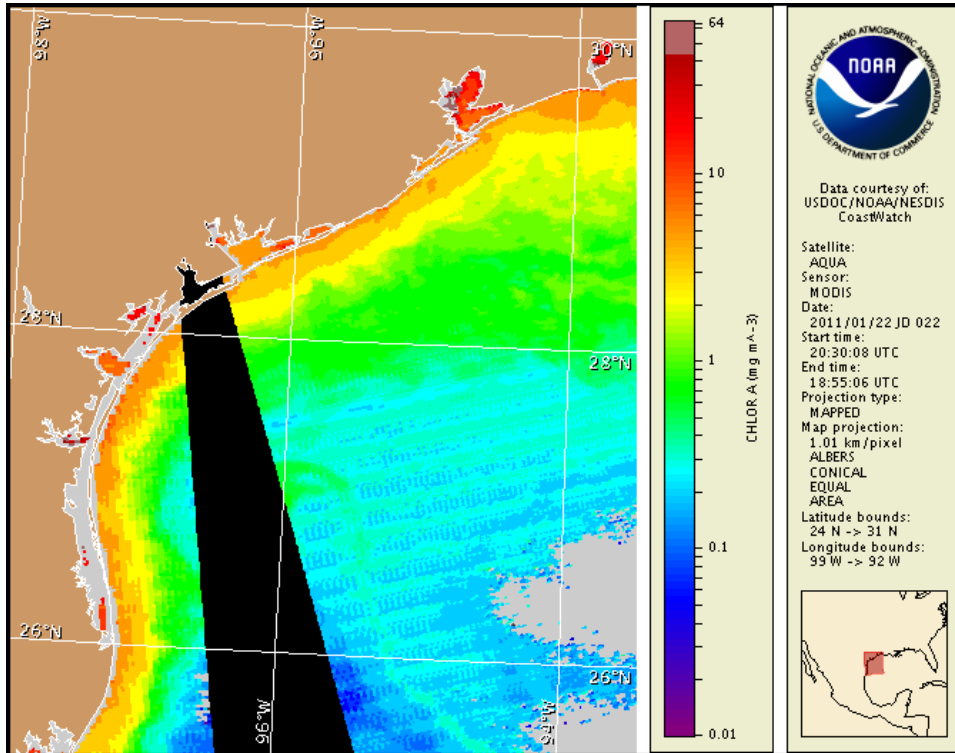 98°W
96°W
30°N
28°N
28°N
26°N
26°N
96°W
94°W
64
10
1
0.1
0.01
CHLOR A (mg m^-3)
NATIONAL OCEANIC AND ATMOSPHERIC ADMINISTRATION
NOAA
U.S. DEPARTMENT OF COMMERCE
Data courtesy of:
USDOC/NOAA/NESDIS
CoastWatch
Satellite:
AQUA
Sensor:
MODIS
Date:
2011/01/22 JD 022
Start time:
20:30:08 UTC
End time:
18:55:06 UTC
Projection type:
MAPPED
Map projection:
1.01 km/pixel
ALBERS
CONICAL
EQUAL
AREA
Latitude bounds:
24 N -> 31 N
Longitude bounds:
99 W -> 92 W